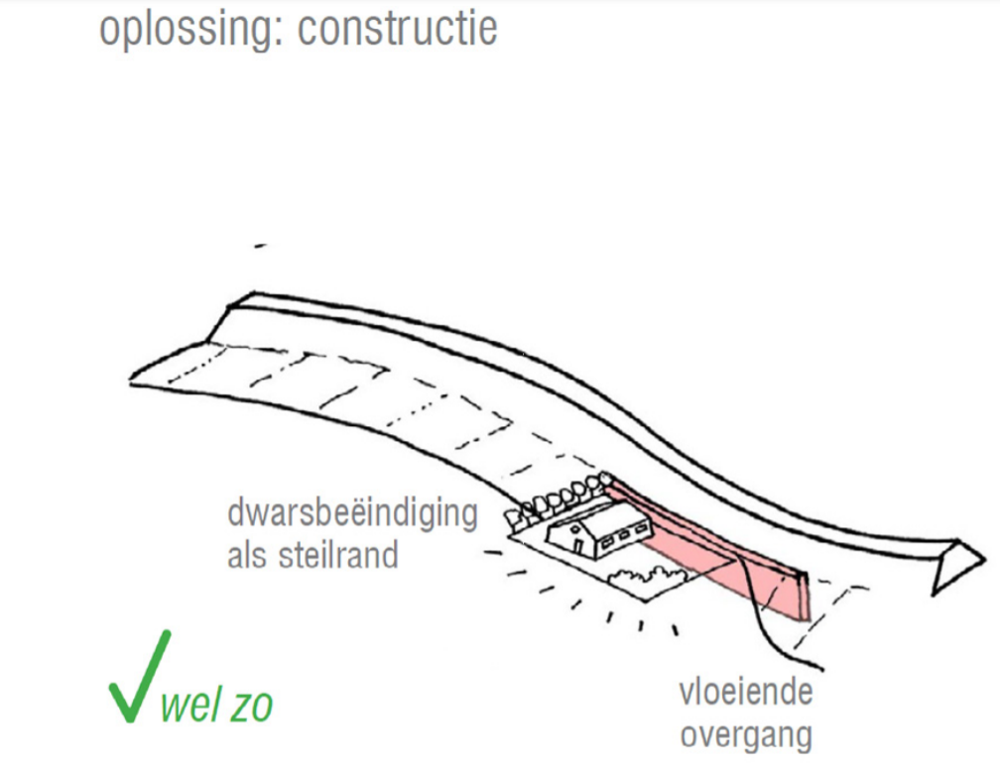 oplossing: constructie
dwarsbeëindiging
als steilrand
wel zo
vloeiende
overgang